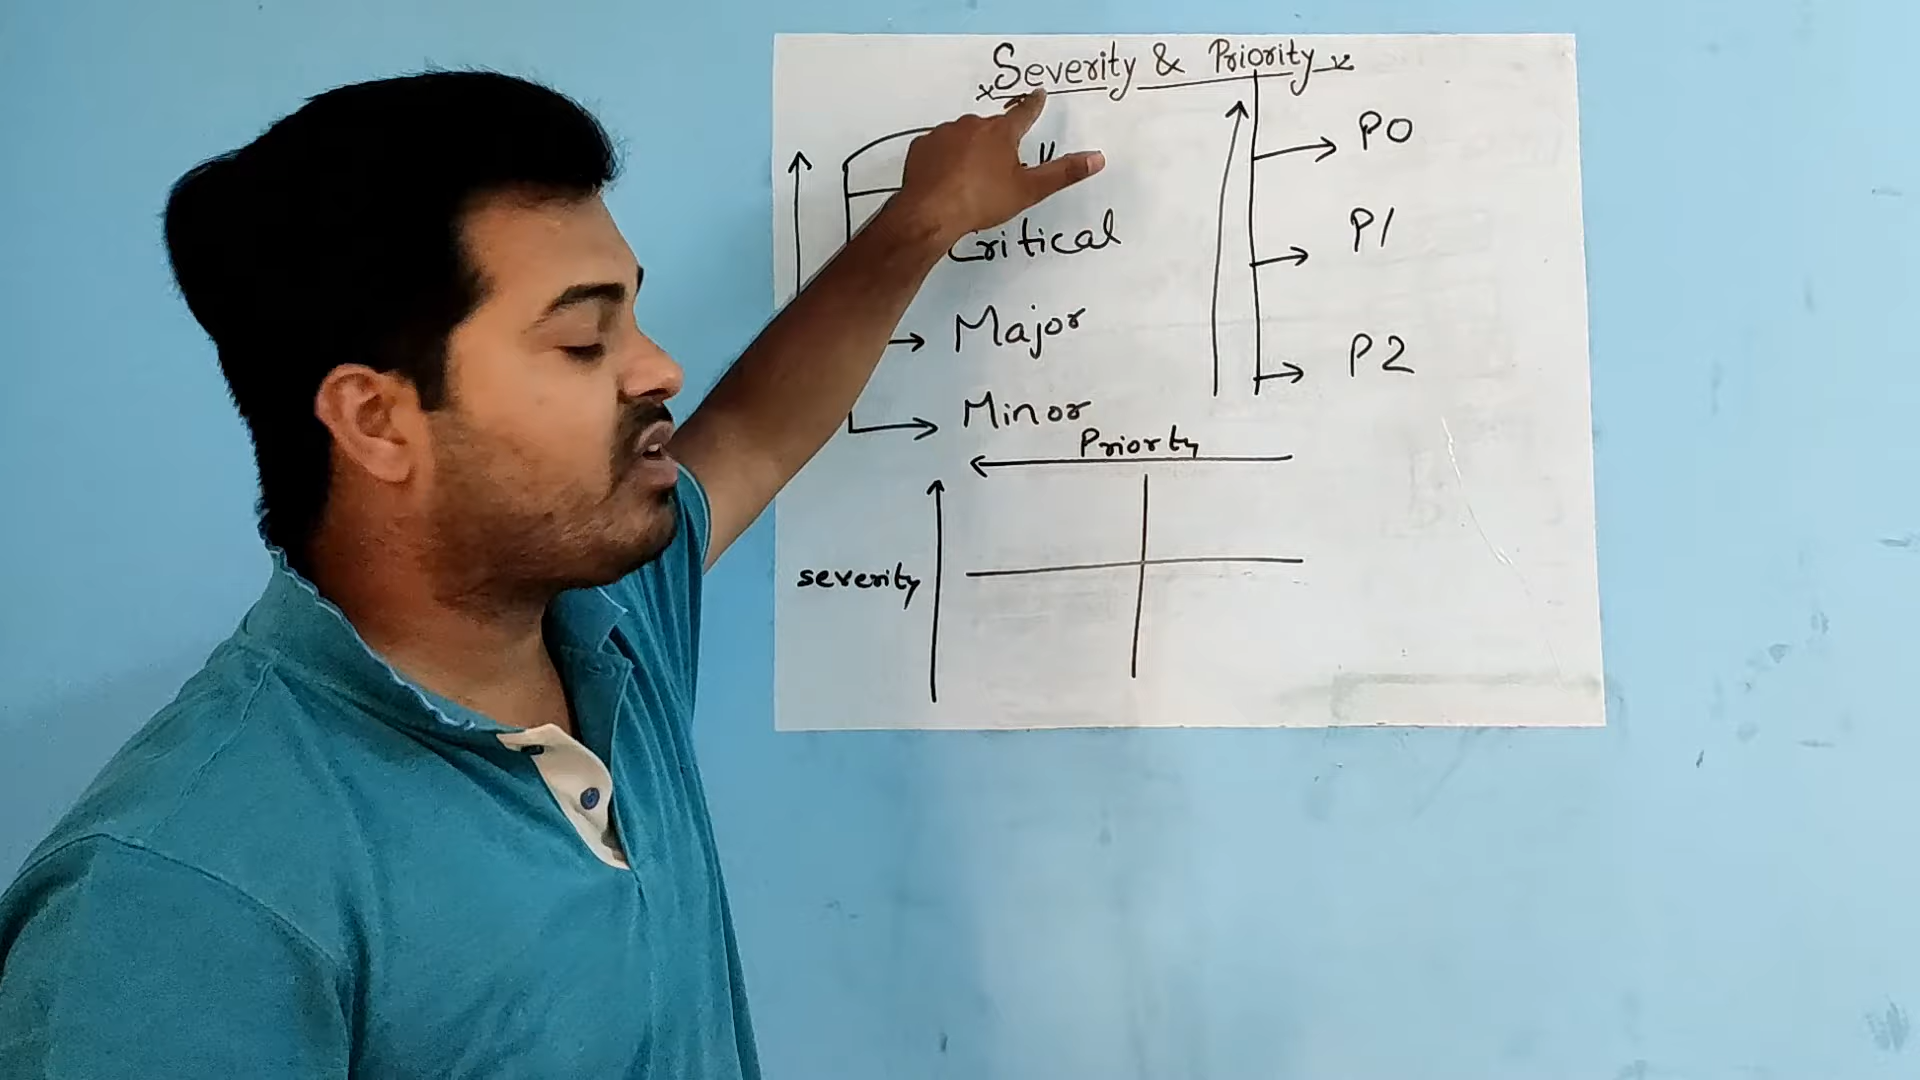 Severity & Priority
P0
Critical
P1
Major
P2
Minor
Priorty
severity